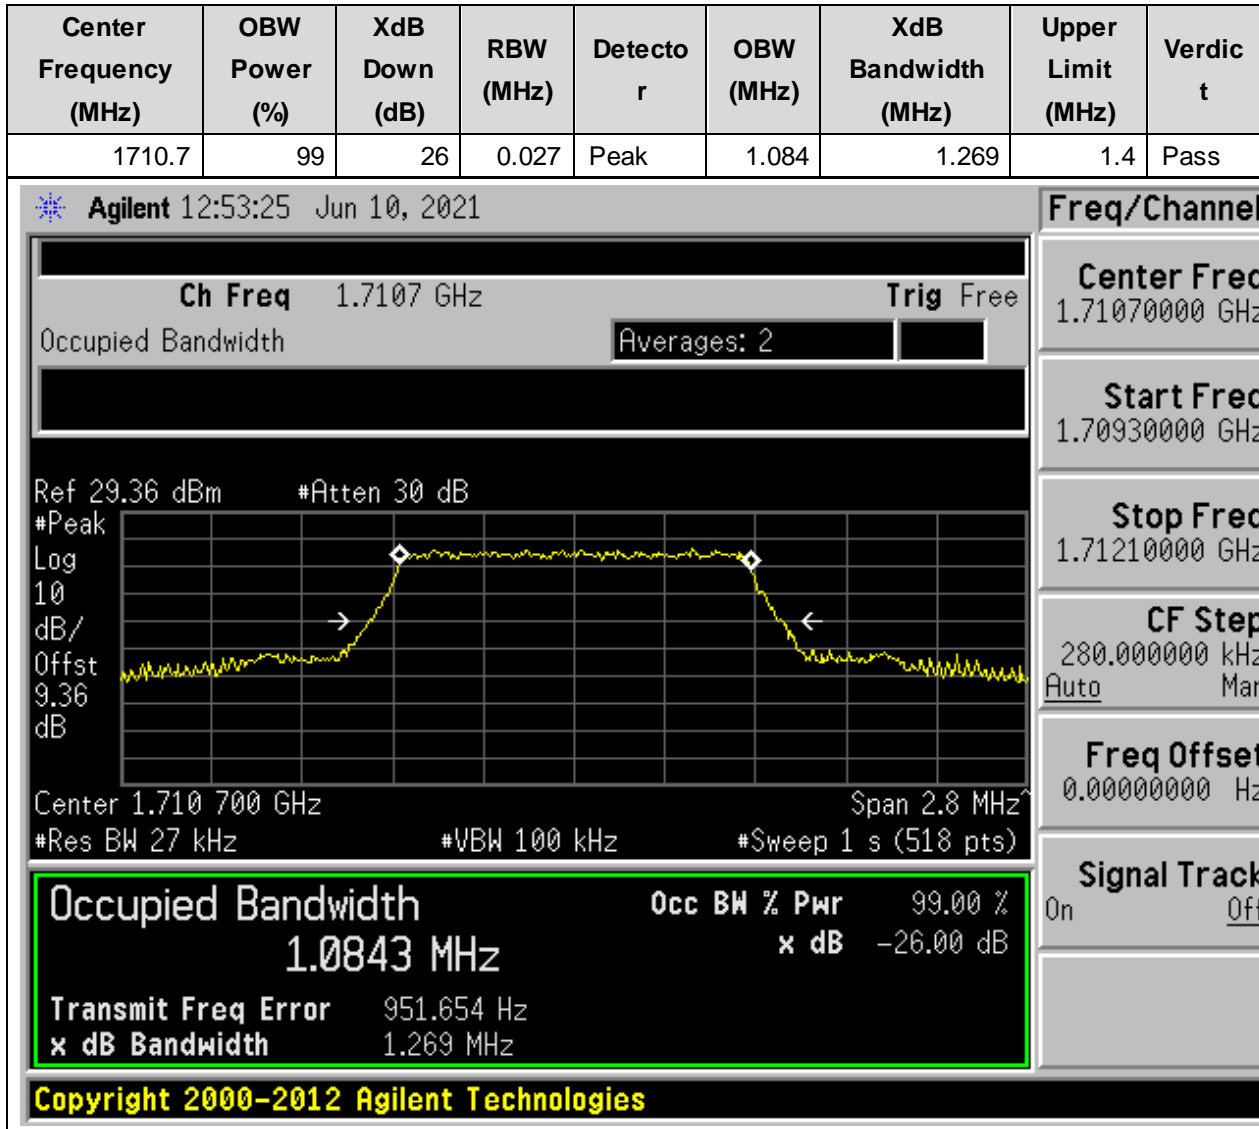 Center Frequency (MHz) OBW Power (%) XdB Down (dB) RBW (MHz) Detecto r OBW (MHz) XdB Bandwidth (MHz) Upper Limit (MHz) Verdic t
1710.7 99 26 0.027 Peak 1.084 1.269 1.4 Pass
Agilent 12:53:25 Jun 10, 2021
Ch Freq 1.7107 GHz Trig Free
Occupied Bandwidth Averages: 2
Ref 29.36 dBm #Atten 30 dB
#Peak
Log
10
dB/
Offst
9.36
dB
Center 1.710 700 GHz Span 2.8 MHz^
#Res BW 27 kHz #VBW 100 kHz #Sweep 1 s (518 pts)
Occupied Bandwidth Occ BW % Pwr 99.00 %
1.0843 MHz x dB -26.00 dB
Transmit Freq Error 951.654 Hz
x dB Bandwidth 1.269 MHz
Copyright 2000-2012 Agilent Technologies
Freq/Channel
Center Freq
1.71070000 GHz
Start Freq
1.70930000 GHz
Stop Freq
1.71210000 GHz
CF Step
280.000000 kHz
Auto Man
Freq Offset
0.00000000 Hz
Signal Track
On Off